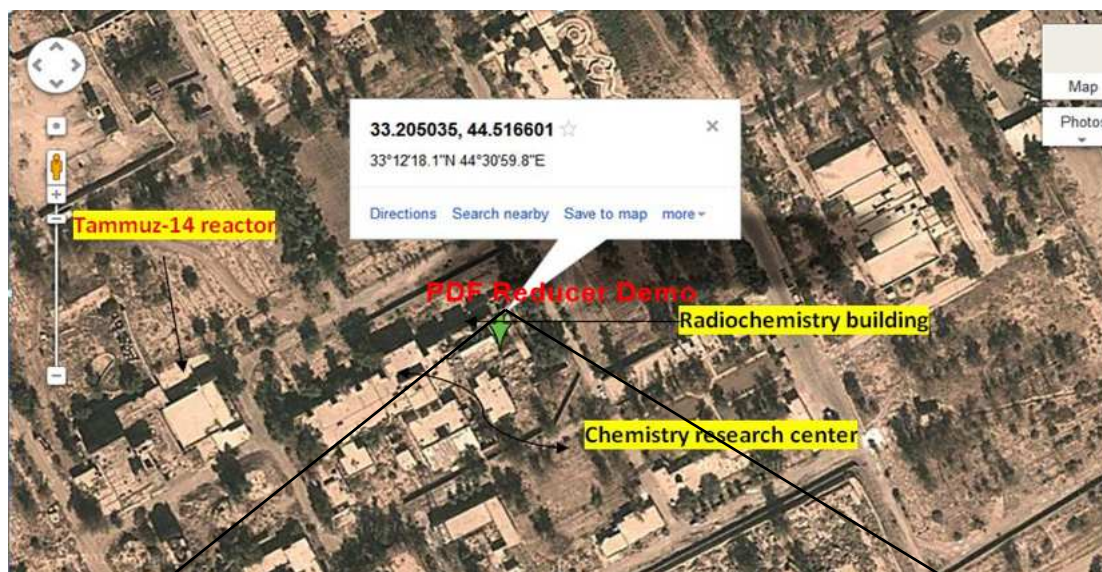 Map
Photos
33.205035, 44.516601
33°12'18.1"N 44°30'59.8"E
Directions Search nearby Save to map more
Tammuz-14 reactor
PDF Reducer Demo
Radiochemistry building
Chemistry research center